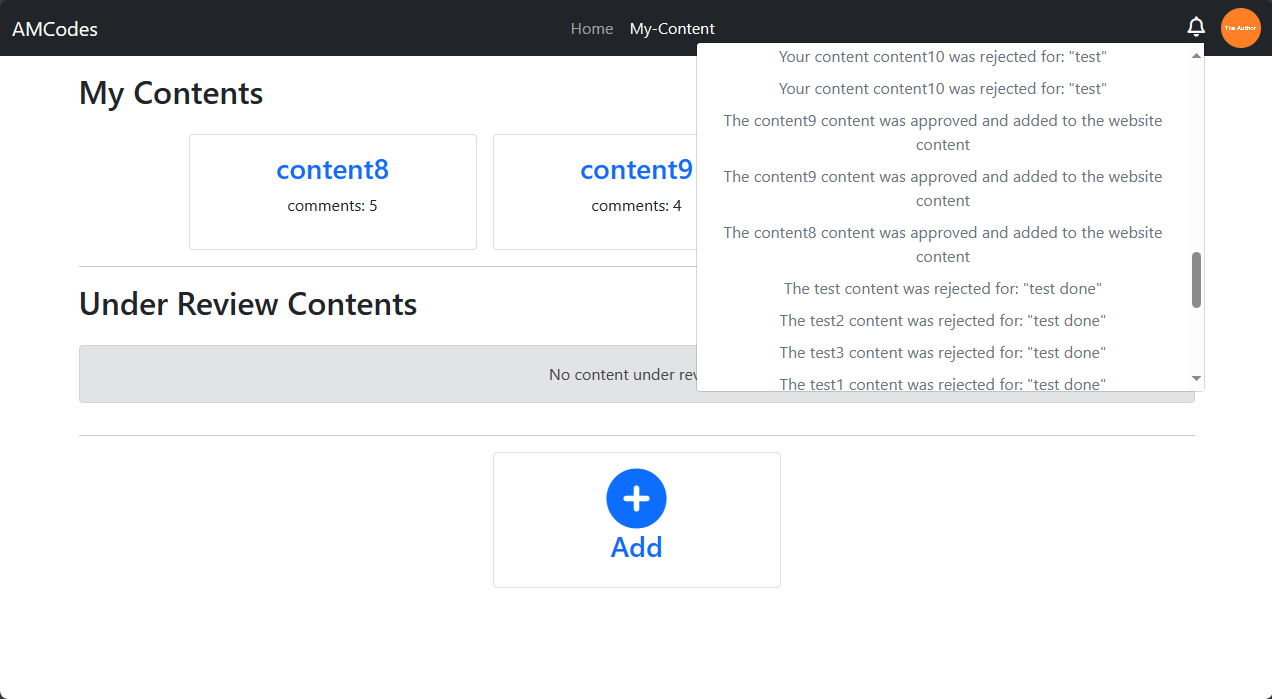 AMCodes
Home
My-Content
The Author
Your content content10 was rejected for: "test"
Your content content10 was rejected for: "test"
The content9 content was approved and added to the website
content
The content9 content was approved and added to the website
content
The content8 content was approved and added to the website
content
The test content was rejected for: "test done"
The test2 content was rejected for: "test done"
The test3 content was rejected for: "test done"
The test1 content was rejected for: "test done"
My Contents
content8
comments: 5
content9
comments: 4
Under Review Contents
No content under
Add